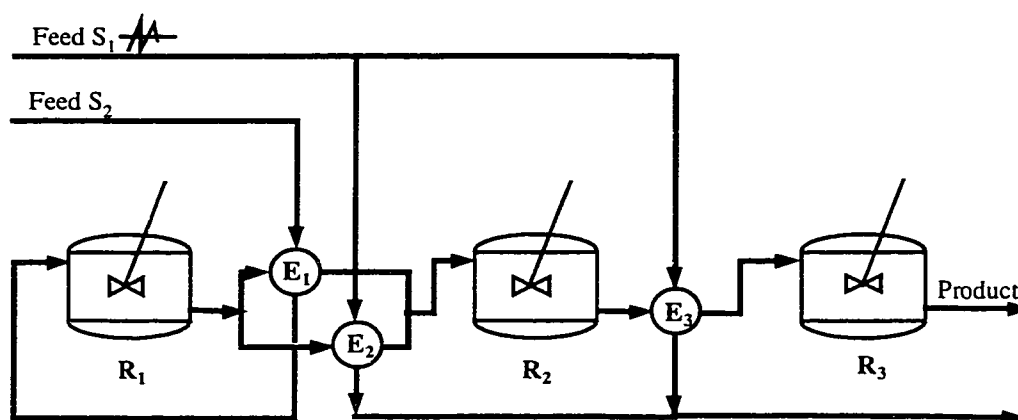 Feed S₁
Feed S₂
E₁
E₂
E₃
Product
R₁
R₂
R₃